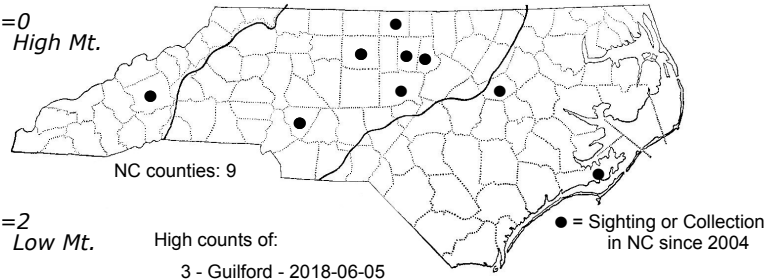 =0
High Mt.
NC counties: 9
=2
Low Mt.
High counts of:
3 - Guilford - 2018-06-05
= Sighting or Collection
in NC since 2004